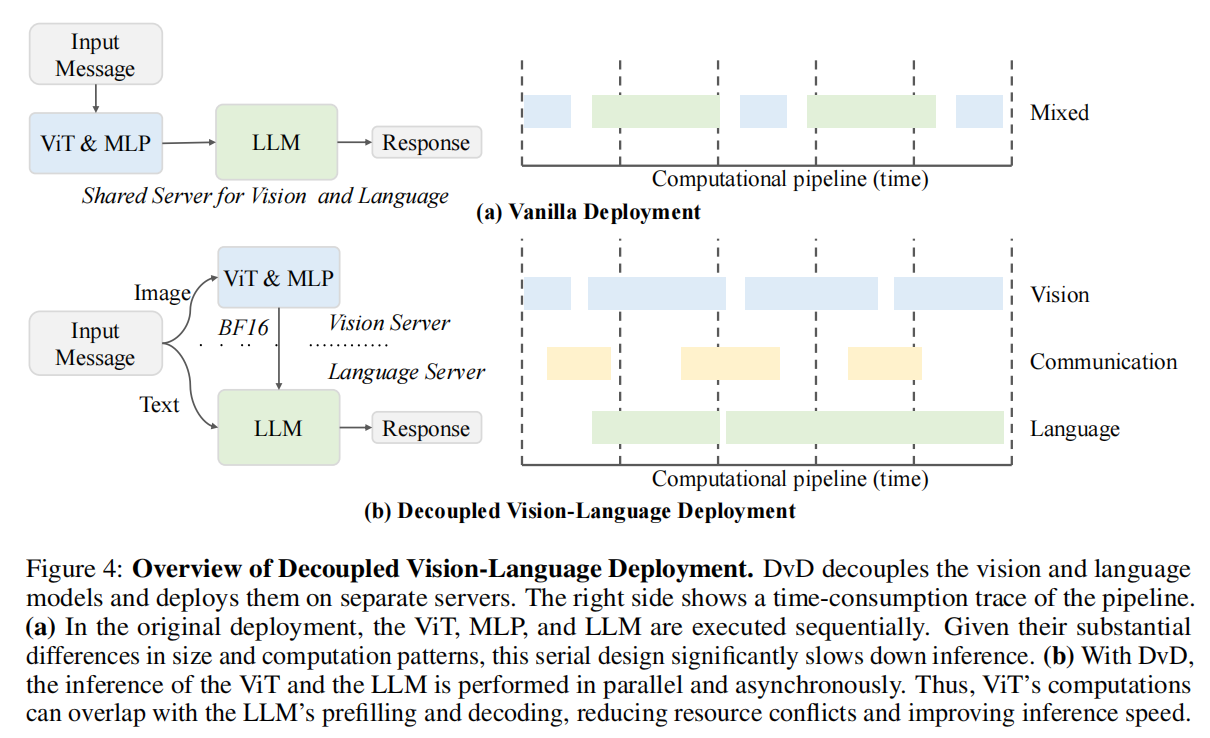 Input
Message
ViT & MLP
LLM
Response
Shared Server for Vision and Language
Mixed
Computational pipeline (time)
(a) Vanilla Deployment
Image
ViT & MLP
Input
Message
BF16
Vision Server
Language Server
Text
LLM
Response
Vision
Communication
Language
Computational pipeline (time)
(b) Decoupled Vision-Language Deployment
Figure 4: Overview of Decoupled Vision-Language Deployment. DvD decouples the vision and language
models and deploys them on separate servers. The right side shows a time-consumption trace of the pipeline.
(a) In the original deployment, the ViT, MLP, and LLM are executed sequentially. Given their substantial
differences in size and computation patterns, this serial design significantly slows down inference. (b) With DvD,
the inference of the ViT and the LLM is performed in parallel and asynchronously. Thus, ViT's computations
can overlap with the LLM's prefilling and decoding, reducing resource conflicts and improving inference speed.